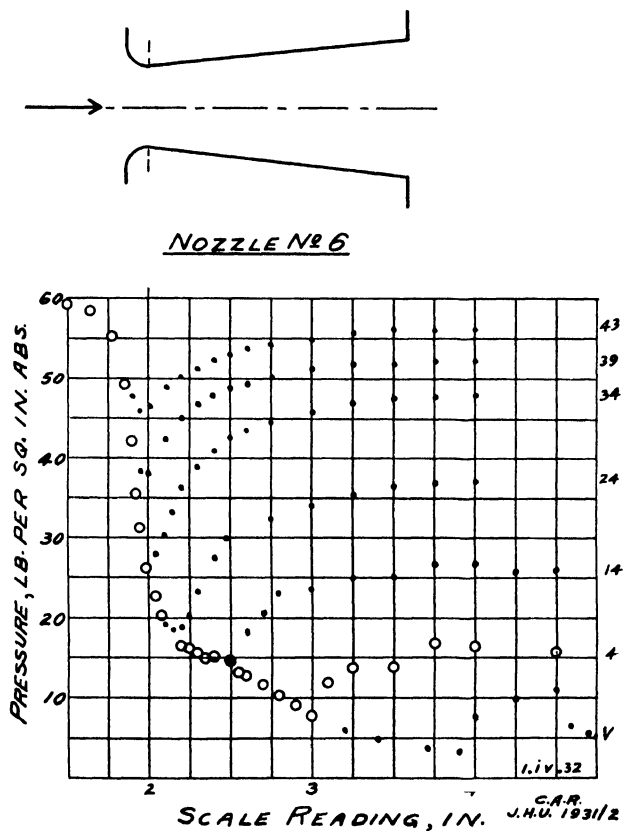 NOZZLE Nº 6
PRESSURE, LB. PER SQ. IN. ABS.
60
50
40
30
20
10
43
39
34
24
14
4
V
2
3
1.iv.32
SCALE READING, IN.
C.A.R.
J.H.U. 1931/2